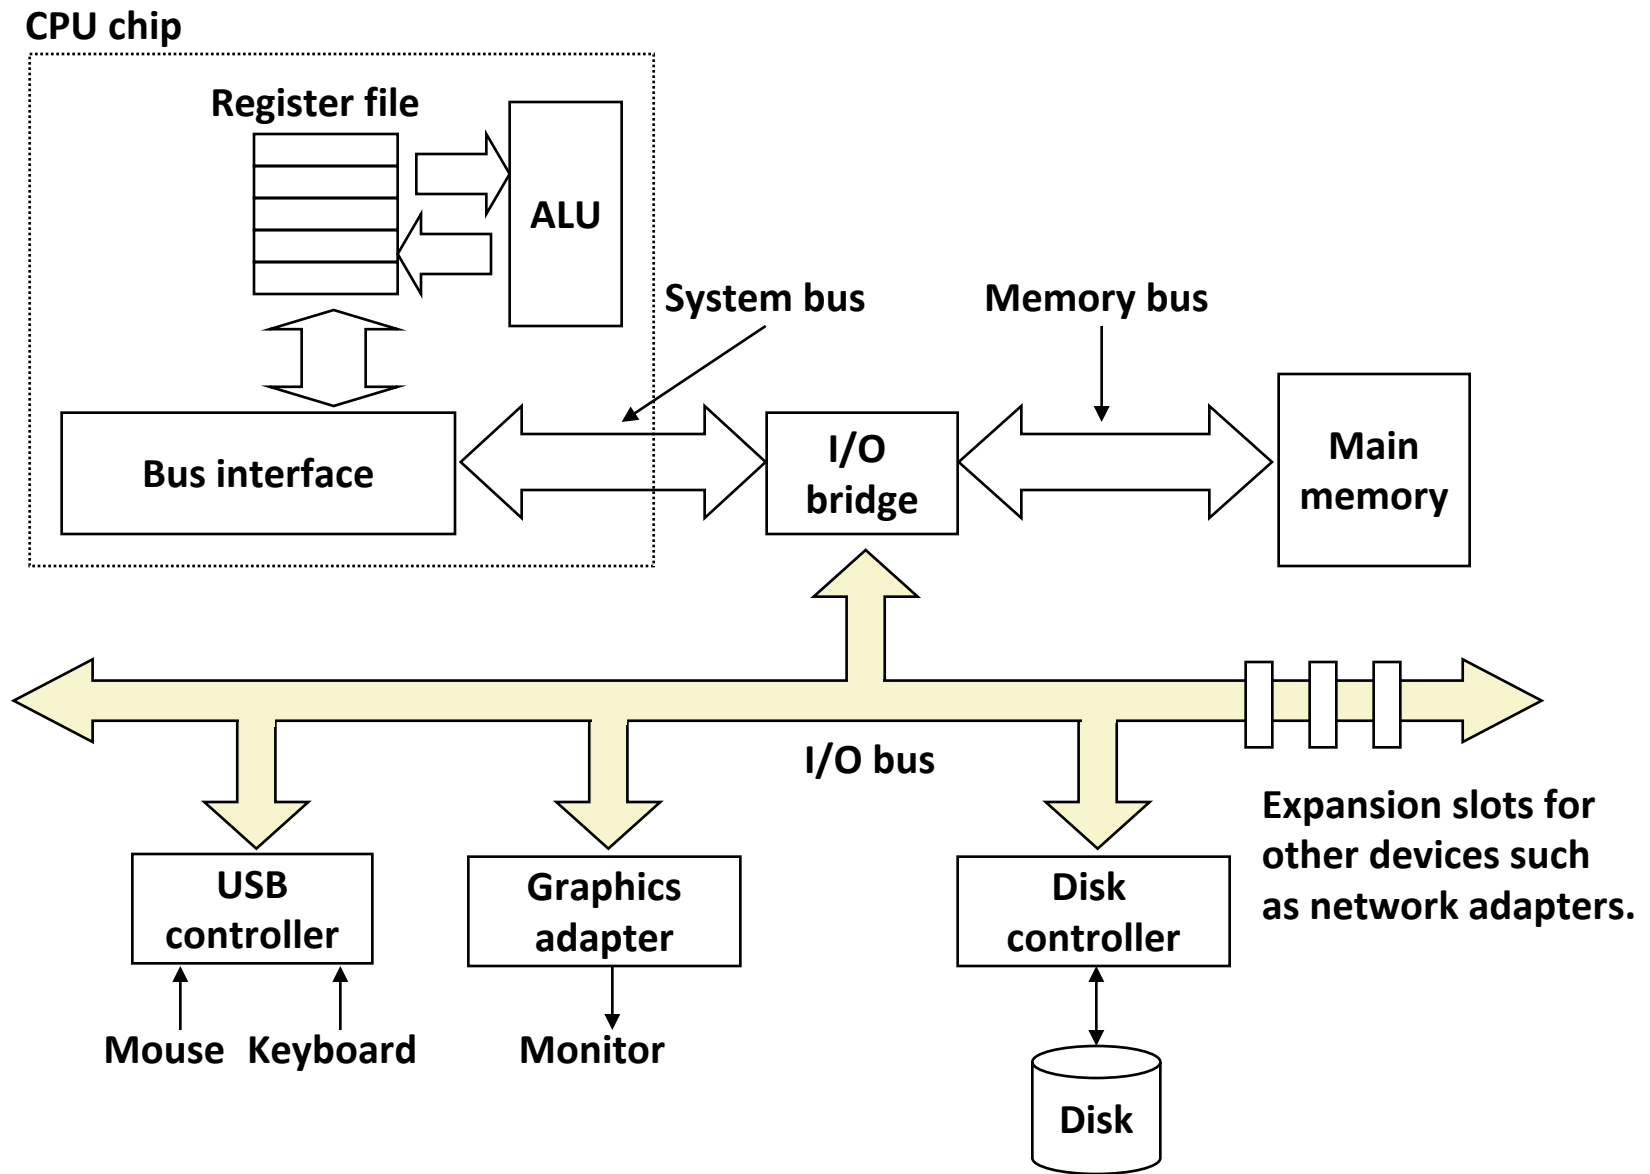 CPU chip
Register file
ALU
System bus
Memory bus
Bus interface
I/O
bridge
Main
memory
I/O bus
Expansion slots for
other devices such
as network adapters.
USB
controller
Graphics
adapter
Disk
controller
Mouse
Keyboard
Monitor
Disk